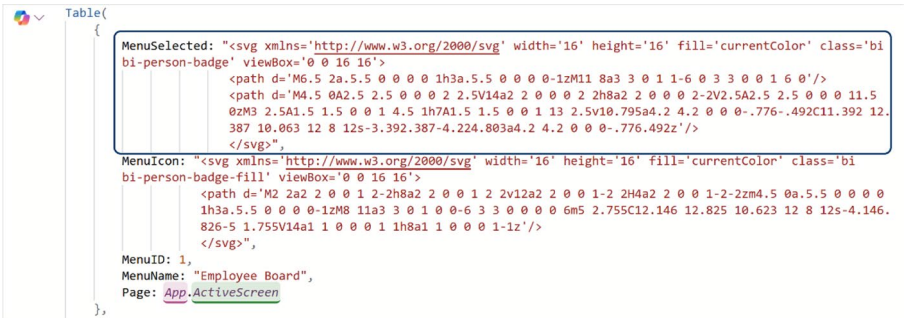 Table(
{
MenuSelected: "<svg xmlns='http://www.w3.org/2000/svg' width='16' height='16' fill='currentColor' class='bi
bi-person-badge' viewBox='0 0 16 16'>
<path d='M6.5 2a.5.5 0 0 0 0 1h3a.5.5 0 0 0 0-1zM11 8a3 3 0 1 1-6 0 3 3 0 0 1 6 0'/>
<path d='M4.5 0A2.5 2.5 0 0 0 2 2.5V14a2 2 0 0 0 2 2h8a2 2 0 0 0 2-2V2.5A2.5 2.5 0 0 0 11.5
0zM3 2.5A1.5 1.5 0 0 1 4.5 1h7A1.5 1.5 0 0 1 13 2.5v10.795a4.2 4.2 0 0 0-.776-.492C11.392 12.
387 10.063 12 8 12s-3.392.387-4.224.803a4.2 4.2 0 0 0-.776.492z'/>
</svg>",
MenuIcon: "<svg xmlns='http://www.w3.org/2000/svg' width='16' height='16' fill='currentColor' class='bi
bi-person-badge-fill' viewBox='0 0 16 16'>
<path d='M2 2a2 2 0 0 1 2-2h8a2 2 0 0 1 2 2v12a2 2 0 0 1-2 2H4a2 2 0 0 1-2-2zm4.5 0a.5.5 0 0 0 0
1h3a.5.5 0 0 0 0-1zM8 11a3 3 0 1 0 0-6 3 3 0 0 0 0 6m5 2.755C12.146 12.825 10.623 12 8 12s-4.146.
826-5 1.755V14a1 1 0 0 0 1 1h8a1 1 0 0 0 1-1z'/>
</svg>",
MenuID: 1,
MenuName: "Employee Board",
Page: App.ActiveScreen
},